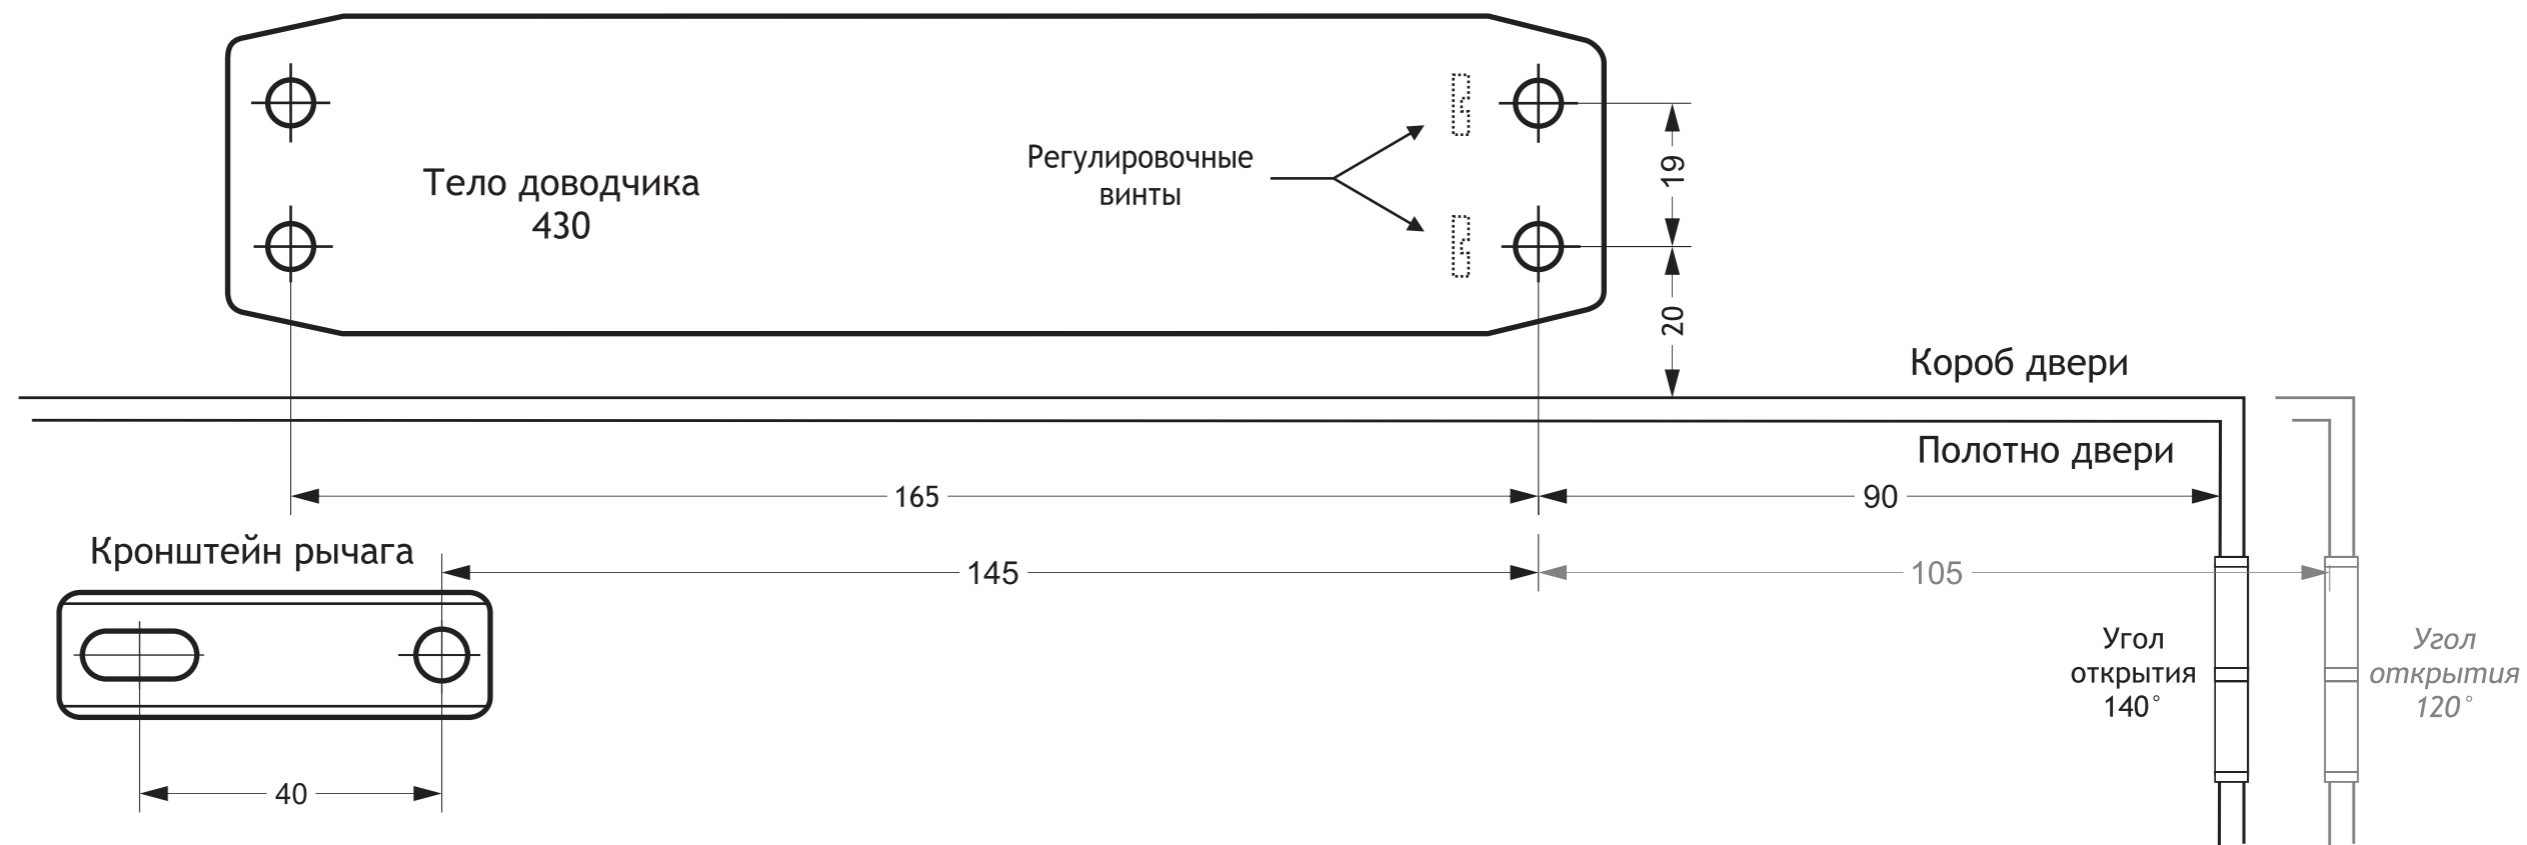 Тело доводчика
430
Регулировочные
винты
19
20
Короб двери
Полотно двери
165
90
Кронштейн рычага
145
105
Угол
открытия
140°
Угол
открытия
120°
40